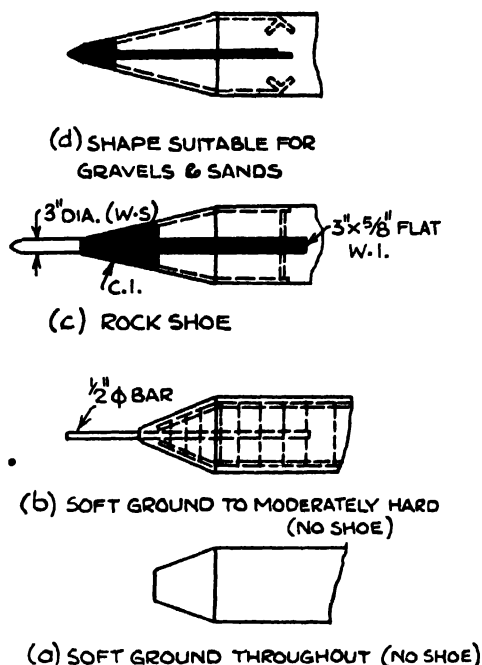 (d) SHAPE SUITABLE FOR
GRAVELS & SANDS
3" DIA. (W·S)
3" x 5/8" FLAT
W.I.
C.I.
(c) ROCK SHOE
1/2" ϕ BAR
(b) SOFT GROUND TO MODERATELY HARD
(NO SHOE)
(a) SOFT GROUND THROUGHOUT (NO SHOE)